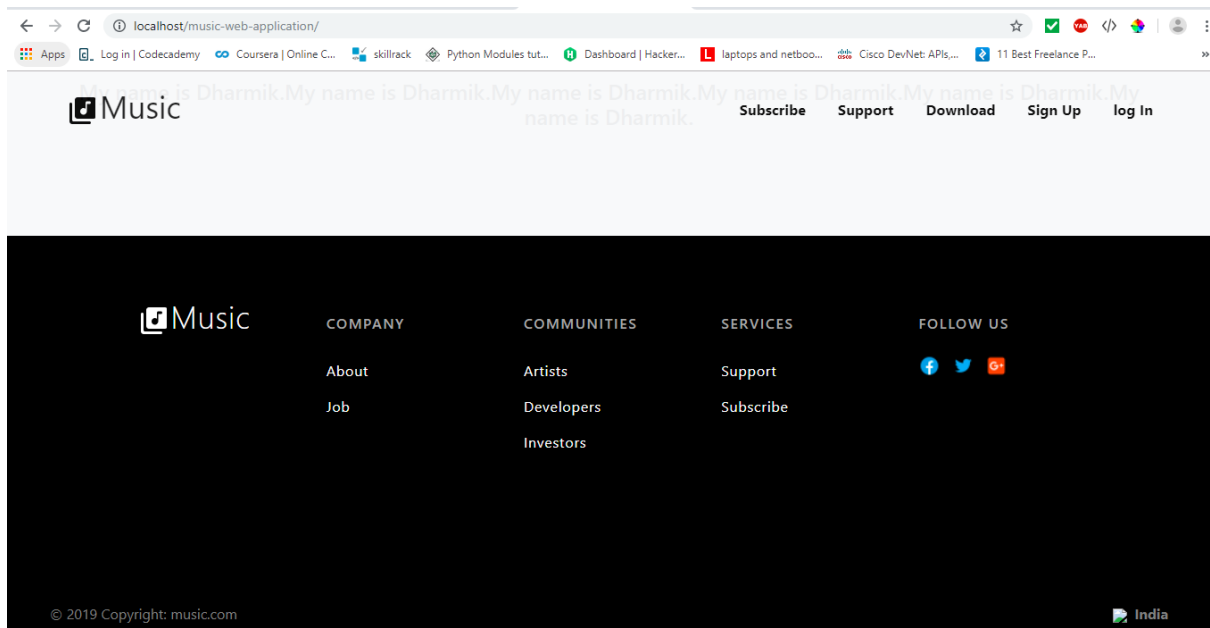 localhost/music-web-application/
Apps Log in | Codecademy Coursera | Online C... skillrack Python Modules tut... Dashboard | Hacker... laptops and netboo... Cisco DevNet: APIs,... 11 Best Freelance P... »
My name is Dharmik.My name is Dharmik.My name is Dharmik.My name is Dharmik.My name is Dharmik.My
name is Dharmik.
Music Subscribe Support Download Sign Up log In
Music COMPANY COMMUNITIES SERVICES FOLLOW US
About Artists Support
Job Developers Subscribe
Investors
© 2019 Copyright: music.com India